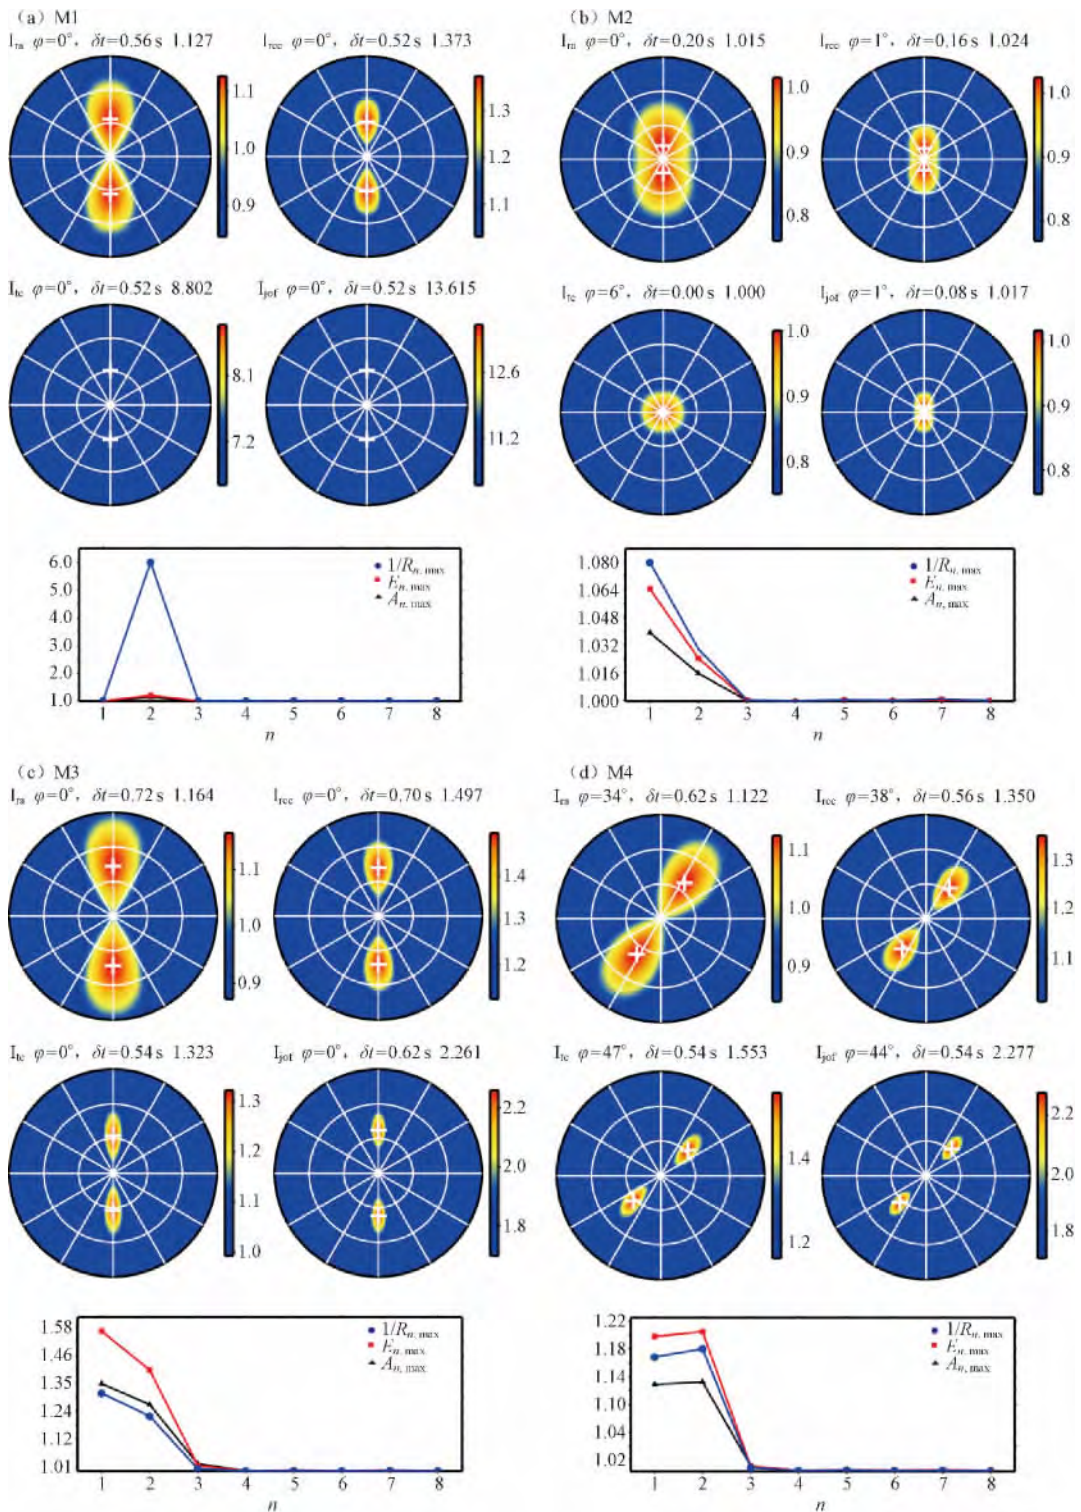 （a）M1
I_ra φ=0°，δt=0.56 s 1.127
I_rcc φ=0°，δt=0.52 s 1.373
1.1
1.0
0.9
1.3
1.2
1.1
I_tc φ=0°，δt=0.52 s 8.802
I_jof φ=0°，δt=0.52 s 13.615
8.1
7.2
12.6
11.2
6.0
5.0
4.0
3.0
2.0
1.0
1/R_n, max
E_n, max
A_n, max
1 2 3 4 5 6 7 8
n
（b）M2
I_ra φ=0°，δt=0.20 s 1.015
I_rcc φ=1°，δt=0.16 s 1.024
1.0
0.9
0.8
1.0
0.9
0.8
I_tc φ=6°，δt=0.00 s 1.000
I_jof φ=1°，δt=0.08 s 1.017
1.0
0.9
0.8
1.0
0.9
0.8
1.080
1.064
1.048
1.032
1.016
1.000
1/R_n, max
E_n, max
A_n, max
1 2 3 4 5 6 7 8
n
（c）M3
I_ra φ=0°，δt=0.72 s 1.164
I_rcc φ=0°，δt=0.70 s 1.497
1.1
1.0
0.9
1.4
1.3
1.2
I_tc φ=0°，δt=0.54 s 1.323
I_jof φ=0°，δt=0.62 s 2.261
1.3
1.2
1.1
1.0
2.2
2.0
1.8
1.58
1.46
1.35
1.24
1.12
1.01
1/R_n, max
E_n, max
A_n, max
1 2 3 4 5 6 7 8
n
（d）M4
I_ra φ=34°，δt=0.62 s 1.122
I_rcc φ=38°，δt=0.56 s 1.350
1.1
1.0
0.9
1.3
1.2
1.1
I_tc φ=47°，δt=0.54 s 1.553
I_jof φ=44°，δt=0.54 s 2.277
1.4
1.2
2.2
2.0
1.8
1.22
1.18
1.14
1.10
1.02
1.02
1/R_n, max
E_n, max
A_n, max
1 2 3 4 5 6 7 8
n